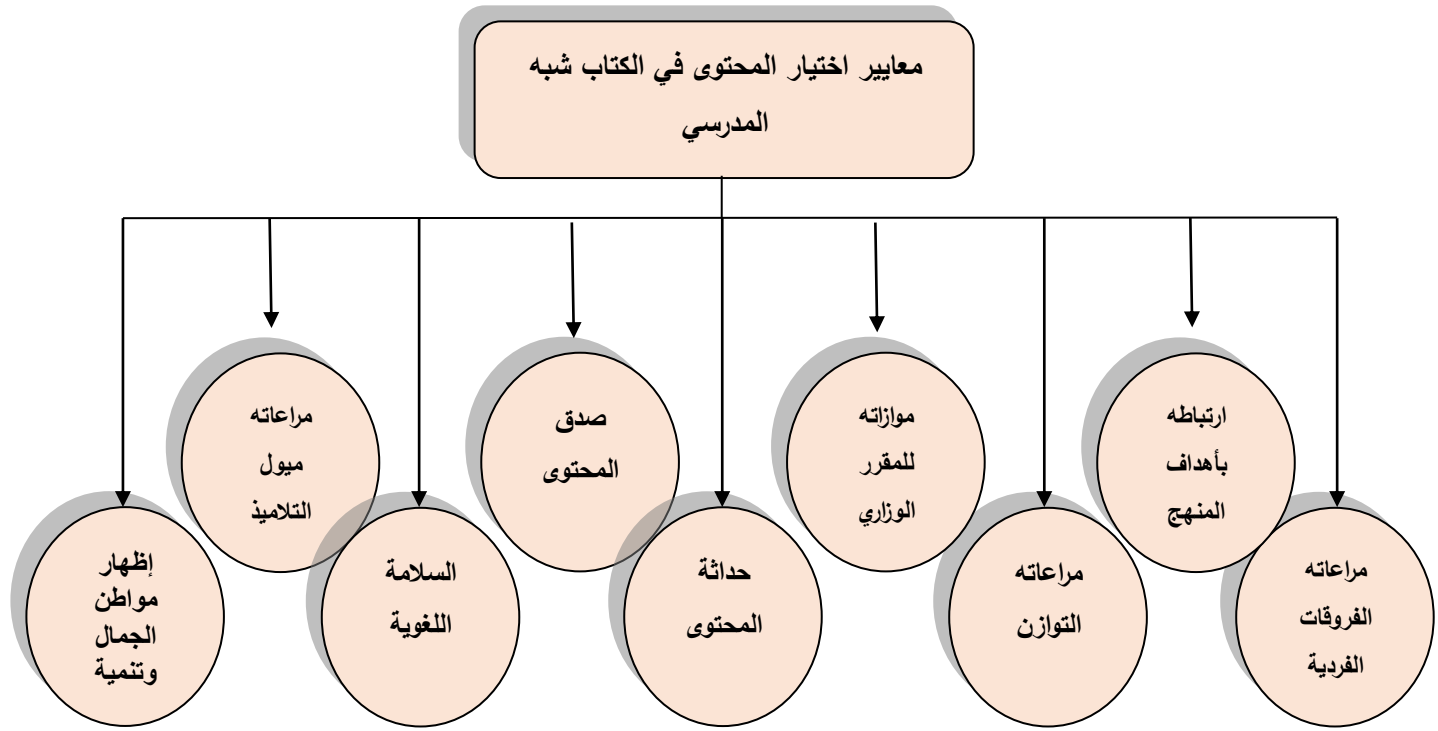 معايير اختيار المحتوى في الكتاب شبه
المدرسي
ارتباطه
بأهداف
المنهج
موازاته
للمقرر
الوزاري
صدق
المحتوى
مراعاته
ميول
التلاميذ
مراعاته
الفروقات
الفردية
مراعاته
التوازن
حداثة
المحتوى
السلامة
اللغوية
إظهار
مواطن
الجمال
وتنمية